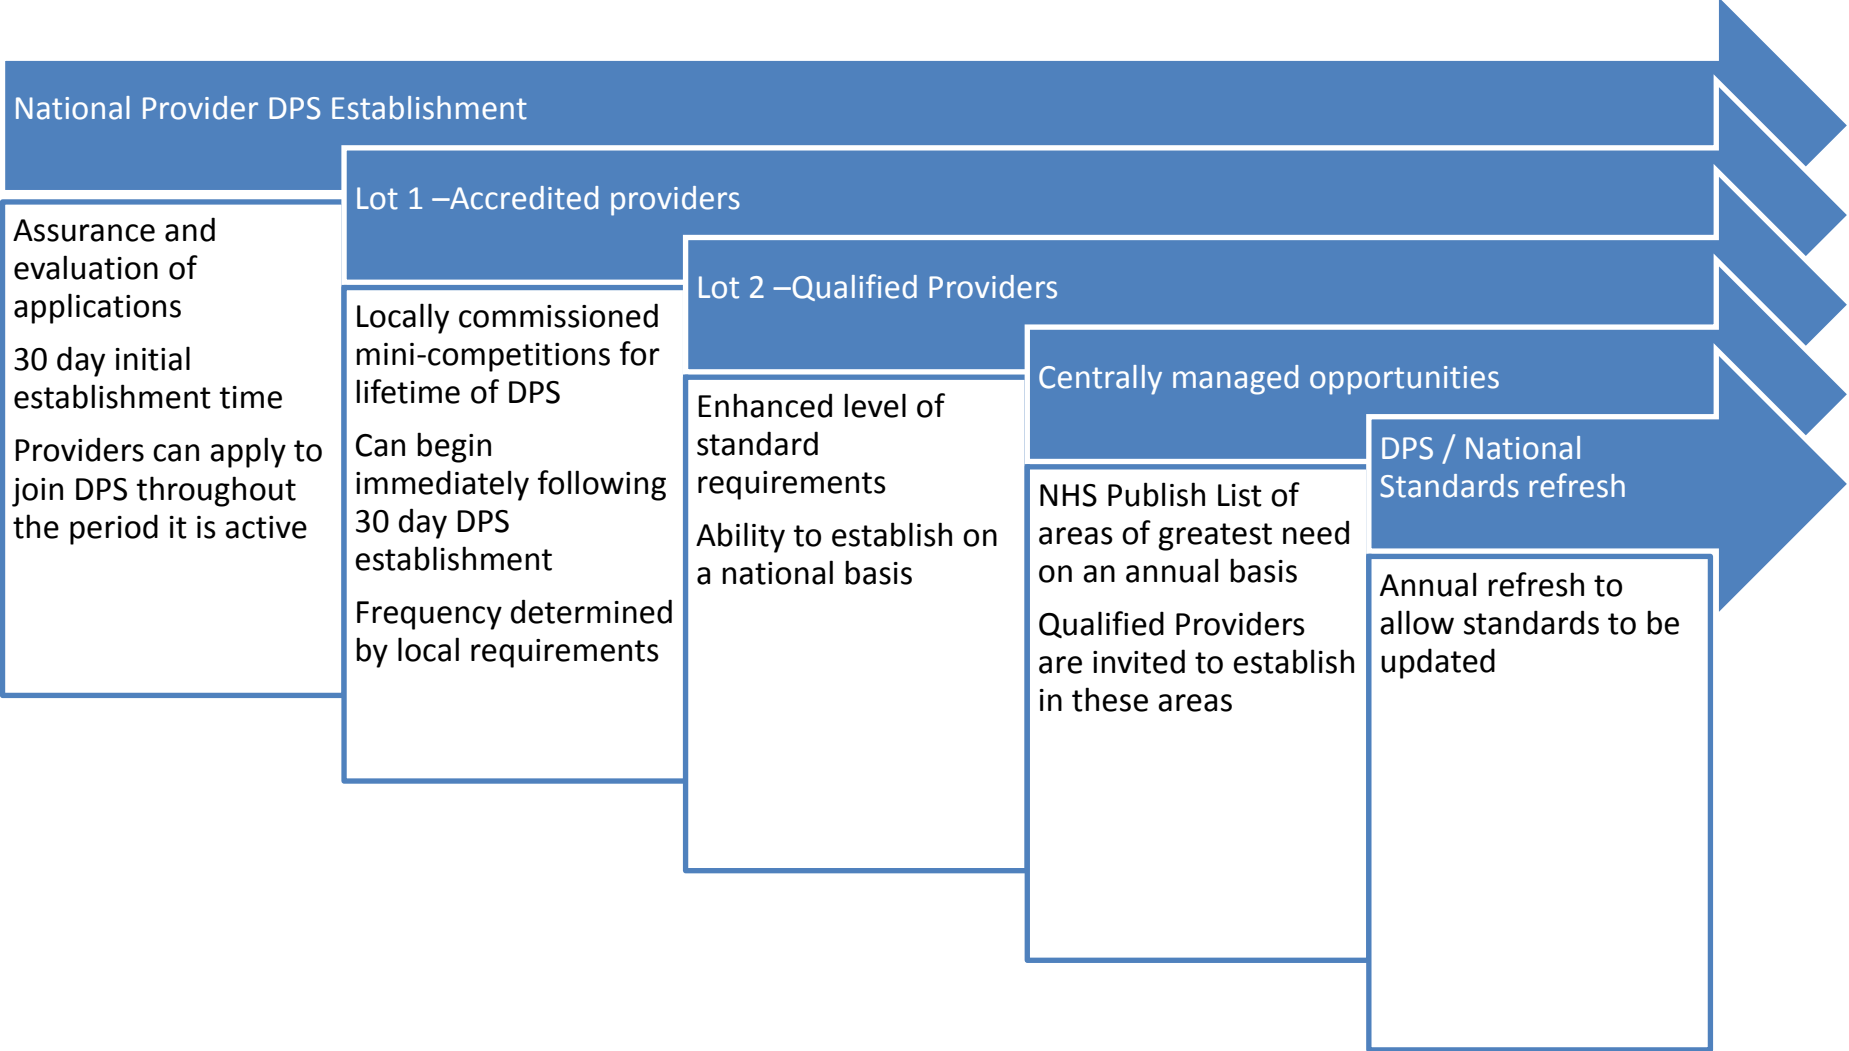 National Provider DPS Establishment
Assurance and
evaluation of
applications
30 day initial
establishment time
Providers can apply to
join DPS throughout
the period it is active
Lot 1 –Accredited providers
Locally commissioned
mini-competitions for
lifetime of DPS
Can begin
immediately following
30 day DPS
establishment
Frequency determined
by local requirements
Lot 2 –Qualified Providers
Enhanced level of
standard
requirements
Ability to establish on
a national basis
Centrally managed opportunities
NHS Publish List of
areas of greatest need
on an annual basis
Qualified Providers
are invited to establish
in these areas
DPS / National
Standards refresh
Annual refresh to
allow standards to be
updated